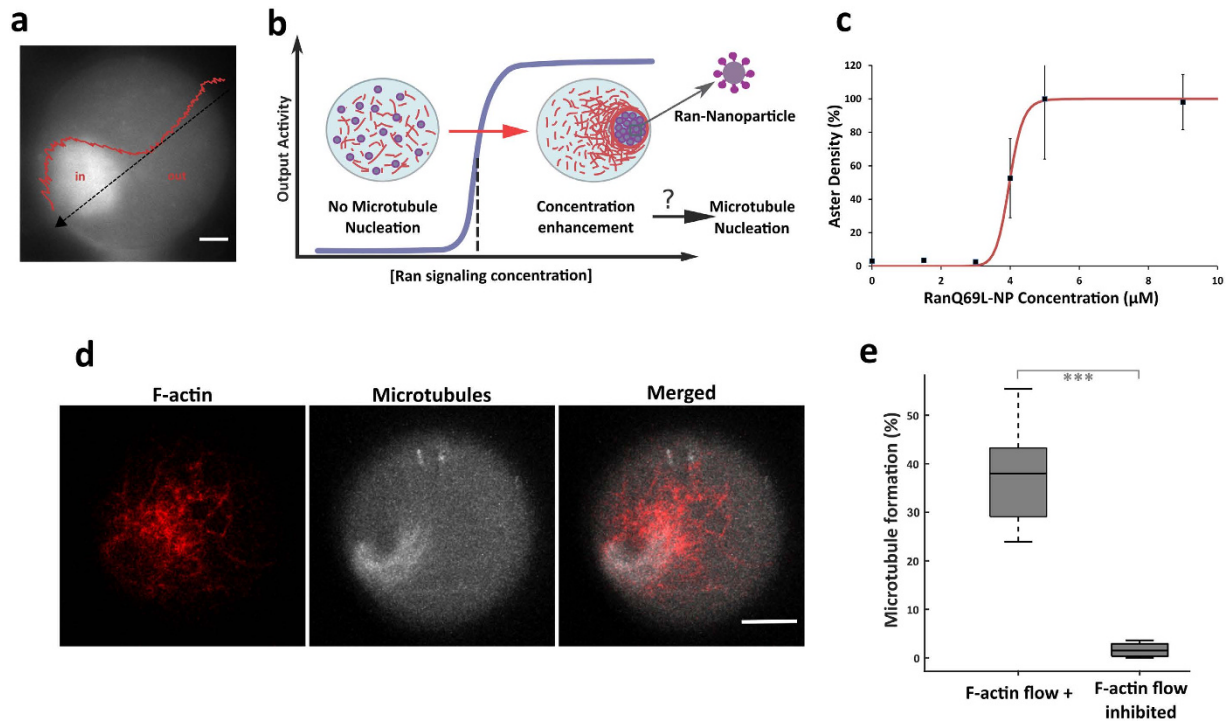 a
in
out
b
Output Activity
No Microtubule
Nucleation
Concentration
enhancement
?
Microtubule
Nucleation
Ran-Nanoparticle
[Ran signaling concentration]
c
Aster Density (%)
120
100
80
60
40
20
0
0
2
4
6
8
10
RanQ69L-NP Concentration (µM)
d
F-actin
Microtubules
Merged
e
***
Microtubule formation (%)
50
40
30
20
10
0
F-actin flow +
F-actin flow
inhibited